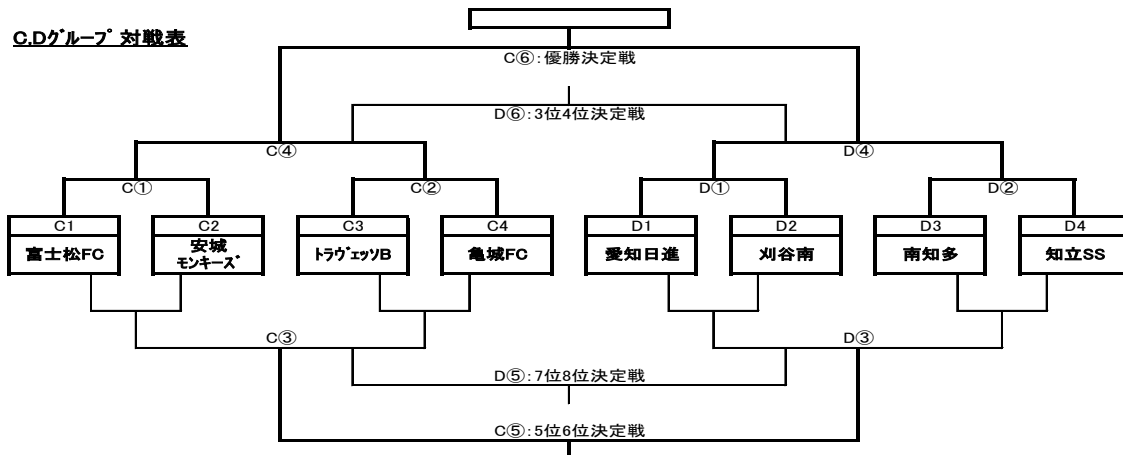 C,Dグループ 対戦表
C⑥:優勝決定戦
D⑥:3位4位決定戦
C④
D④
C①
C②
D①
D②
C1
C2
C3
C4
D1
D2
D3
D4
富士松FC
安城
モンキーズ
トラヴェッソB
亀城FC
愛知日進
刈谷南
南知多
知立SS
C③
D③
D⑤:7位8位決定戦
C⑤:5位6位決定戦